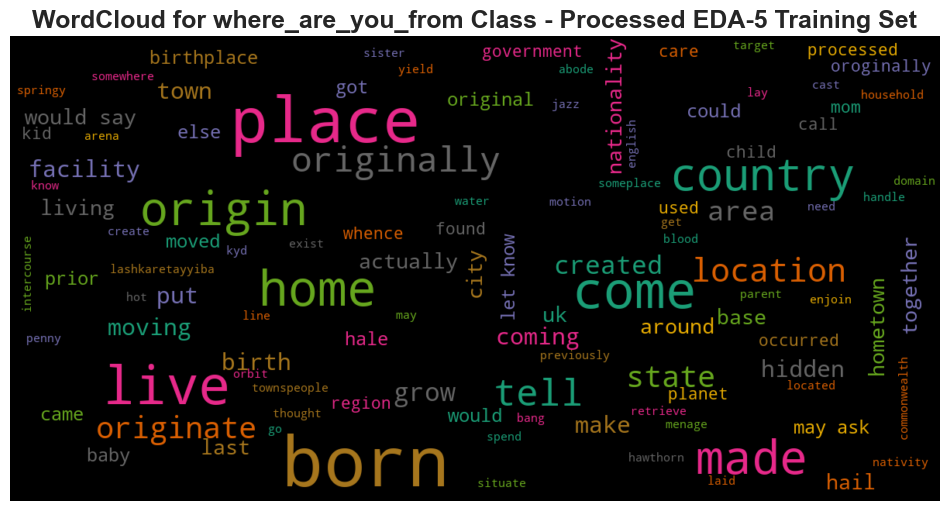 WordCloud for where_are_you_from Class - Processed EDA-5 Training Set
sister
government
care
target
processed
birthplace
somewhere
yield
abode
nationality
cast
oroginally
springy
town
got
original
jazz
could
lay
mom
household
place
would say
else
call
kid
arena
english
originally
child
country
facility
know
someplace
domain
handle
living
origin
water
motion
used
area
need
get
create
moved
whence
found
blood
together
kyd
exist
actually
city
let know
intercourse
prior
lashkaretayyiba
created
location
hot
put
home
come
parent
enjoin
hometown
line
may
uk
base
moving
coming
around
penny
hale
occurred
birth
previously
hidden
orbit
state
live
townspeople
grow
tell
planet
located
commonwealth
came
thought
region
would
retrieve
originate
go
bang
make
menage
may ask
last
spend
baby
born
hawthorn
made
nativity
situate
laid
hail